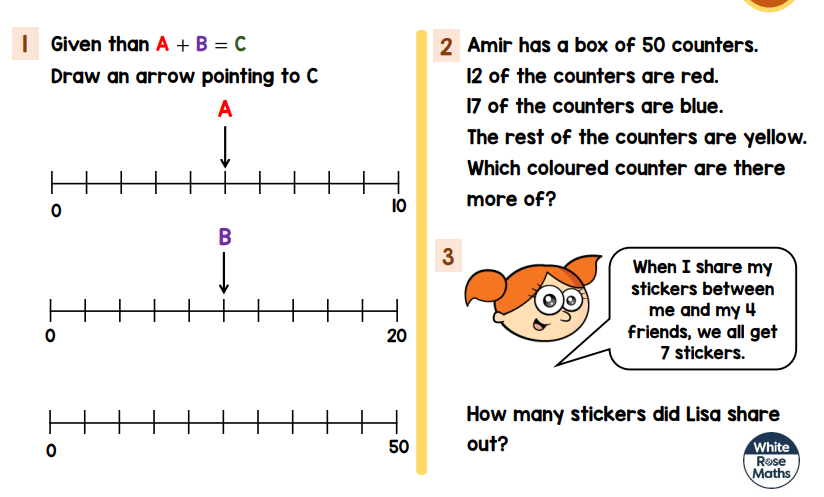 1
Given than A + B = C
Draw an arrow pointing to C
A
0
10
B
0
20
0
50
2
Amir has a box of 50 counters.
12 of the counters are red.
17 of the counters are blue.
The rest of the counters are yellow.
Which coloured counter are there
more of?
3
When I share my
stickers between
me and my 4
friends, we all get
7 stickers.
How many stickers did Lisa share
out?
White
Rose
Maths